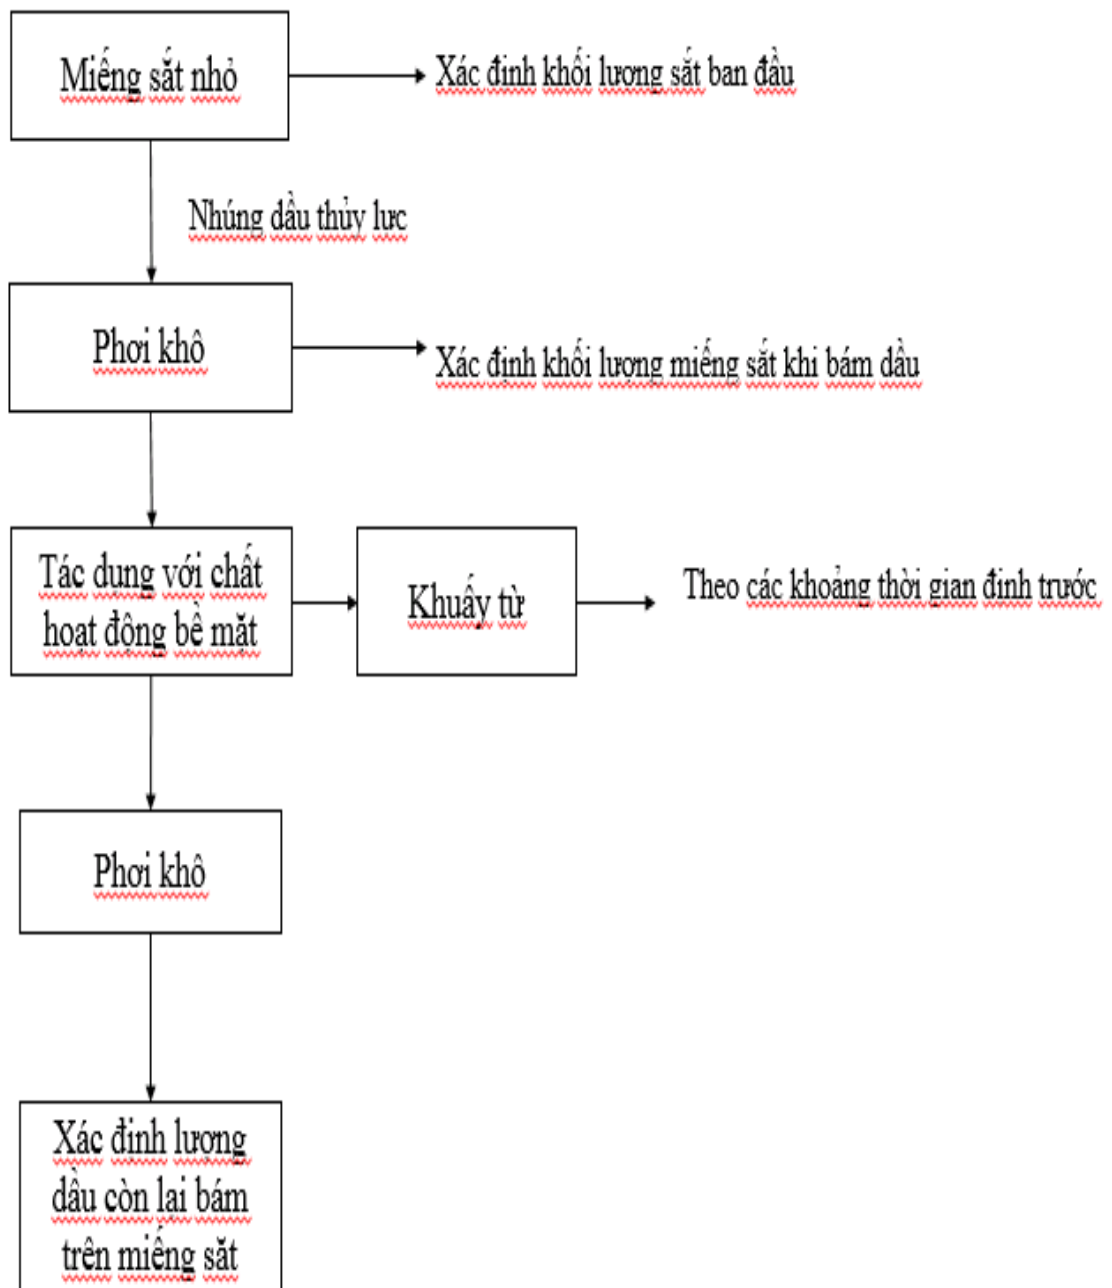 Miếng sắt nhỏ
Xác định khối lượng sắt ban đầu
Nhúng dầu thủy lực
Phơi khô
Xác định khối lượng miếng sắt khi bám dầu
Tác dụng với chất
hoạt động bề mặt
Khuấy từ
Theo các khoảng thời gian định trước
Phơi khô
Xác định lượng
dầu còn lại bám
trên miếng sắt